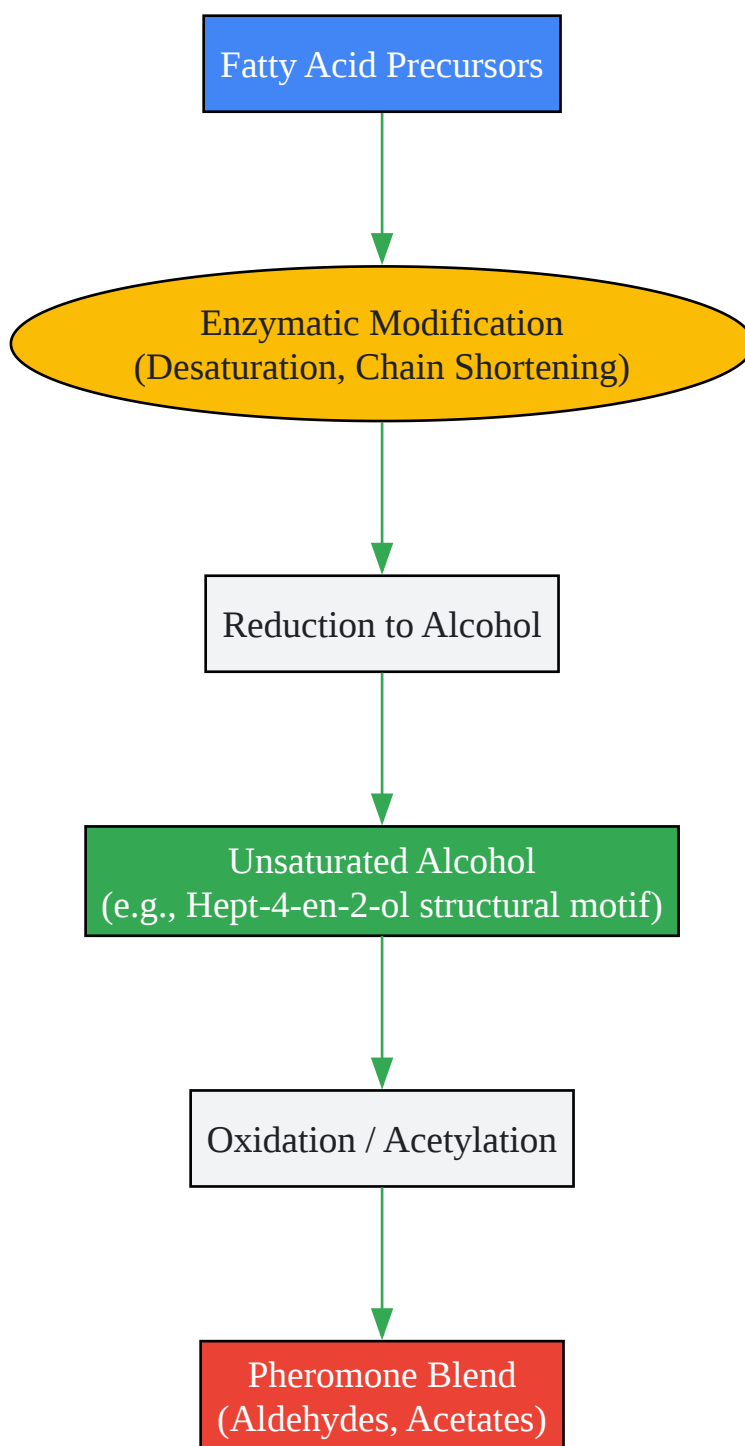 Fatty Acid Precursors
Enzymatic Modification
(Desaturation, Chain Shortening)
Reduction to Alcohol
Unsaturated Alcohol
(e.g., Hept-4-en-2-ol structural motif)
Oxidation / Acetylation
Pheromone Blend
(Aldehydes, Acetates)